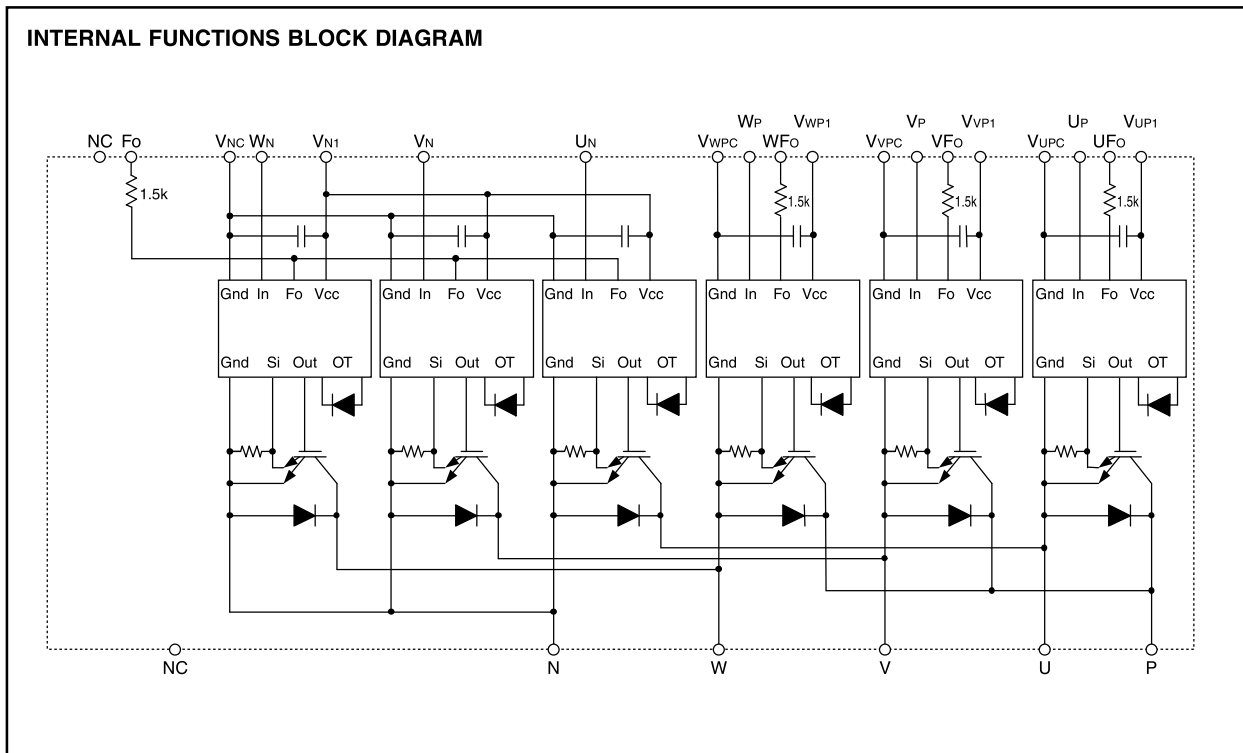 INTERNAL FUNCTIONS BLOCK DIAGRAM
WP VWP1 VP VVP1 UP VUP1
NC FO VNC WN VN1 VN UN VWPC WFO VVPC VFO VUPC UFO
1.5k 1.5k 1.5k 1.5k
Gnd In Fo Vcc Gnd In Fo Vcc Gnd In Fo Vcc Gnd In Fo Vcc Gnd In Fo Vcc Gnd In Fo Vcc
Gnd Si Out OT Gnd Si Out OT Gnd Si Out OT Gnd Si Out OT Gnd Si Out OT Gnd Si Out OT
NC N W V U P